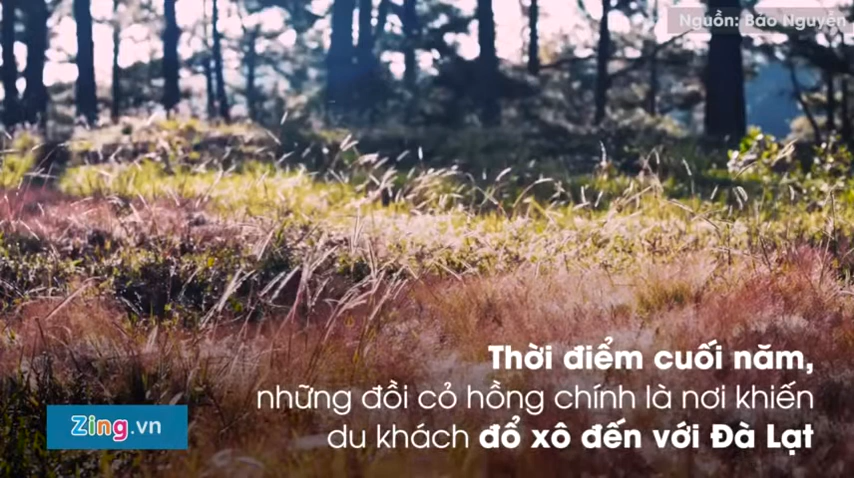 Nguồn: Bảo Nguyễn
Thời điểm cuối năm,
những đồi cỏ hồng chính là nơi khiến
du khách đổ xô đến với Đà Lạt
Zing.vn